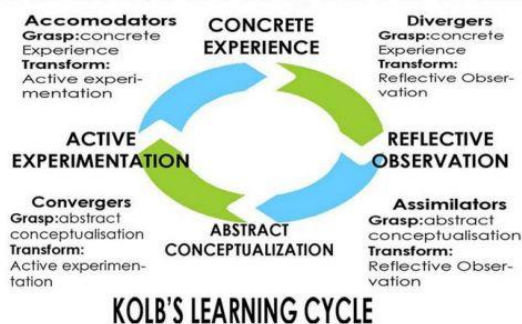 Accomodators
Grasp:concrete
Experience
Transform:
Active experi-
mentation
CONCRETE
EXPERIENCE
Divergers
Grasp:concrete
Experience
Transform:
Reflective Obser-
vation
ACTIVE
EXPERIMENTATION
REFLECTIVE
OBSERVATION
Convergers
Grasp:abstract
conceptualisation
Transform:
Active experimen-
tation
ABSTRACT
CONCEPTUALIZATION
Assimilators
Grasp:abstract
conceptualisation
Transform:
Reflective Obser-
vation
KOLB'S LEARNING CYCLE